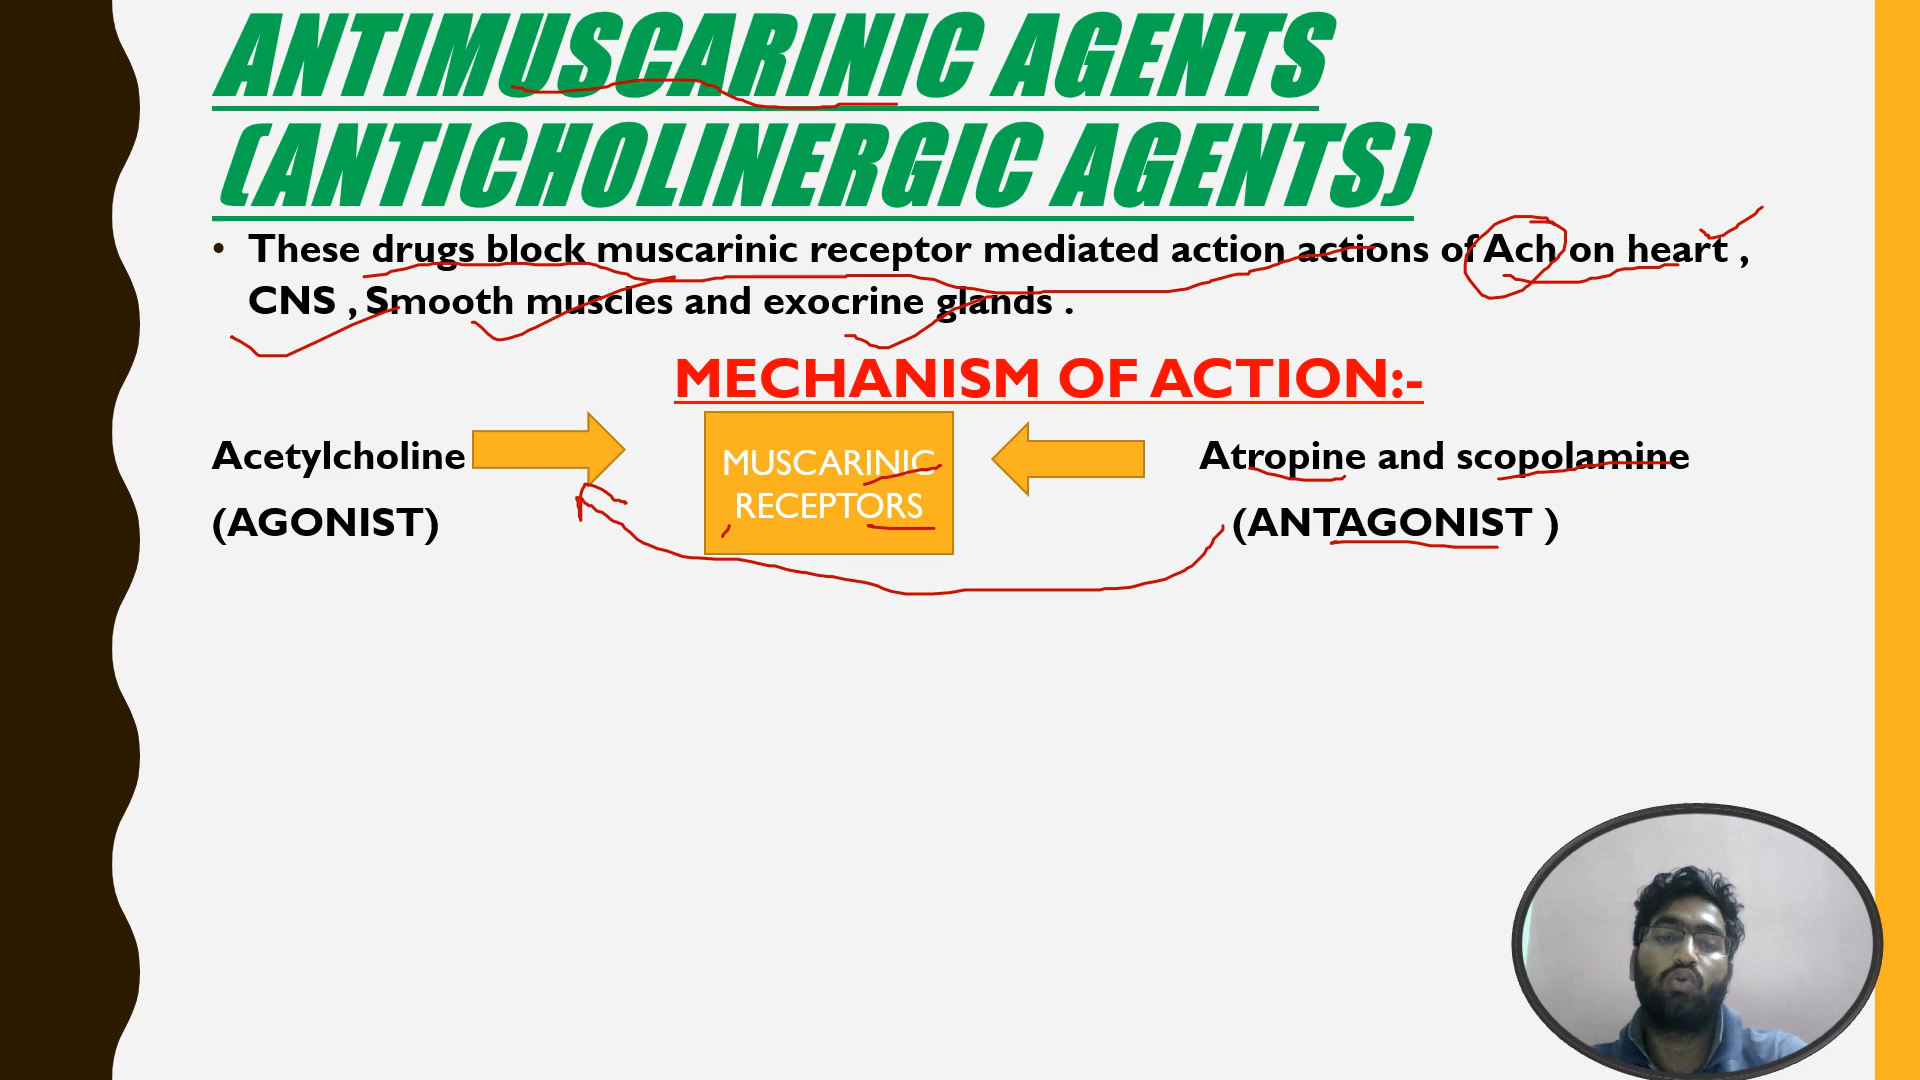 ANTIMUSCARINIC AGENTS
(ANTICHOLINERGIC AGENTS)
• These drugs block muscarinic receptor mediated action actions of Ach on heart ,
CNS , Smooth muscles and exocrine glands .
MECHANISM OF ACTION:-
Acetylcholine
(AGONIST)
MUSCARINIC
RECEPTORS
Atropine and scopolamine
(ANTAGONIST )